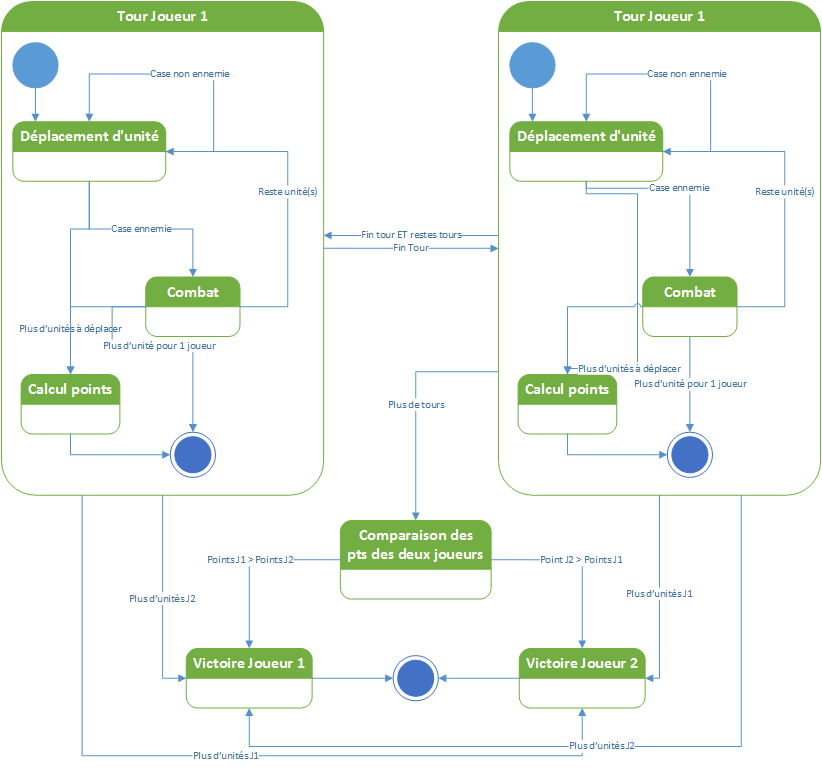 Tour Joueur 1
Case non ennemie
Déplacement d'unité
Reste unité(s)
Case ennemie
Combat
Plus d'unités à déplacer
Plus d'unité pour 1 joueur
Calcul points
Fin tour ET restes tours
Fin Tour
Tour Joueur 1
Case non ennemie
Déplacement d'unité
Case ennemie
Reste unité(s)
Combat
Plus d'unités à déplacer
Plus d'unité pour 1 joueur
Calcul points
Plus de tours
Comparaison des
pts des deux joueurs
Points J1 > Points J2
Point J2 > Points J1
Plus d'unités J2
Plus d'unités J1
Victoire Joueur 1
Victoire Joueur 2
Plus d'unités J2
Plus d'unités J1